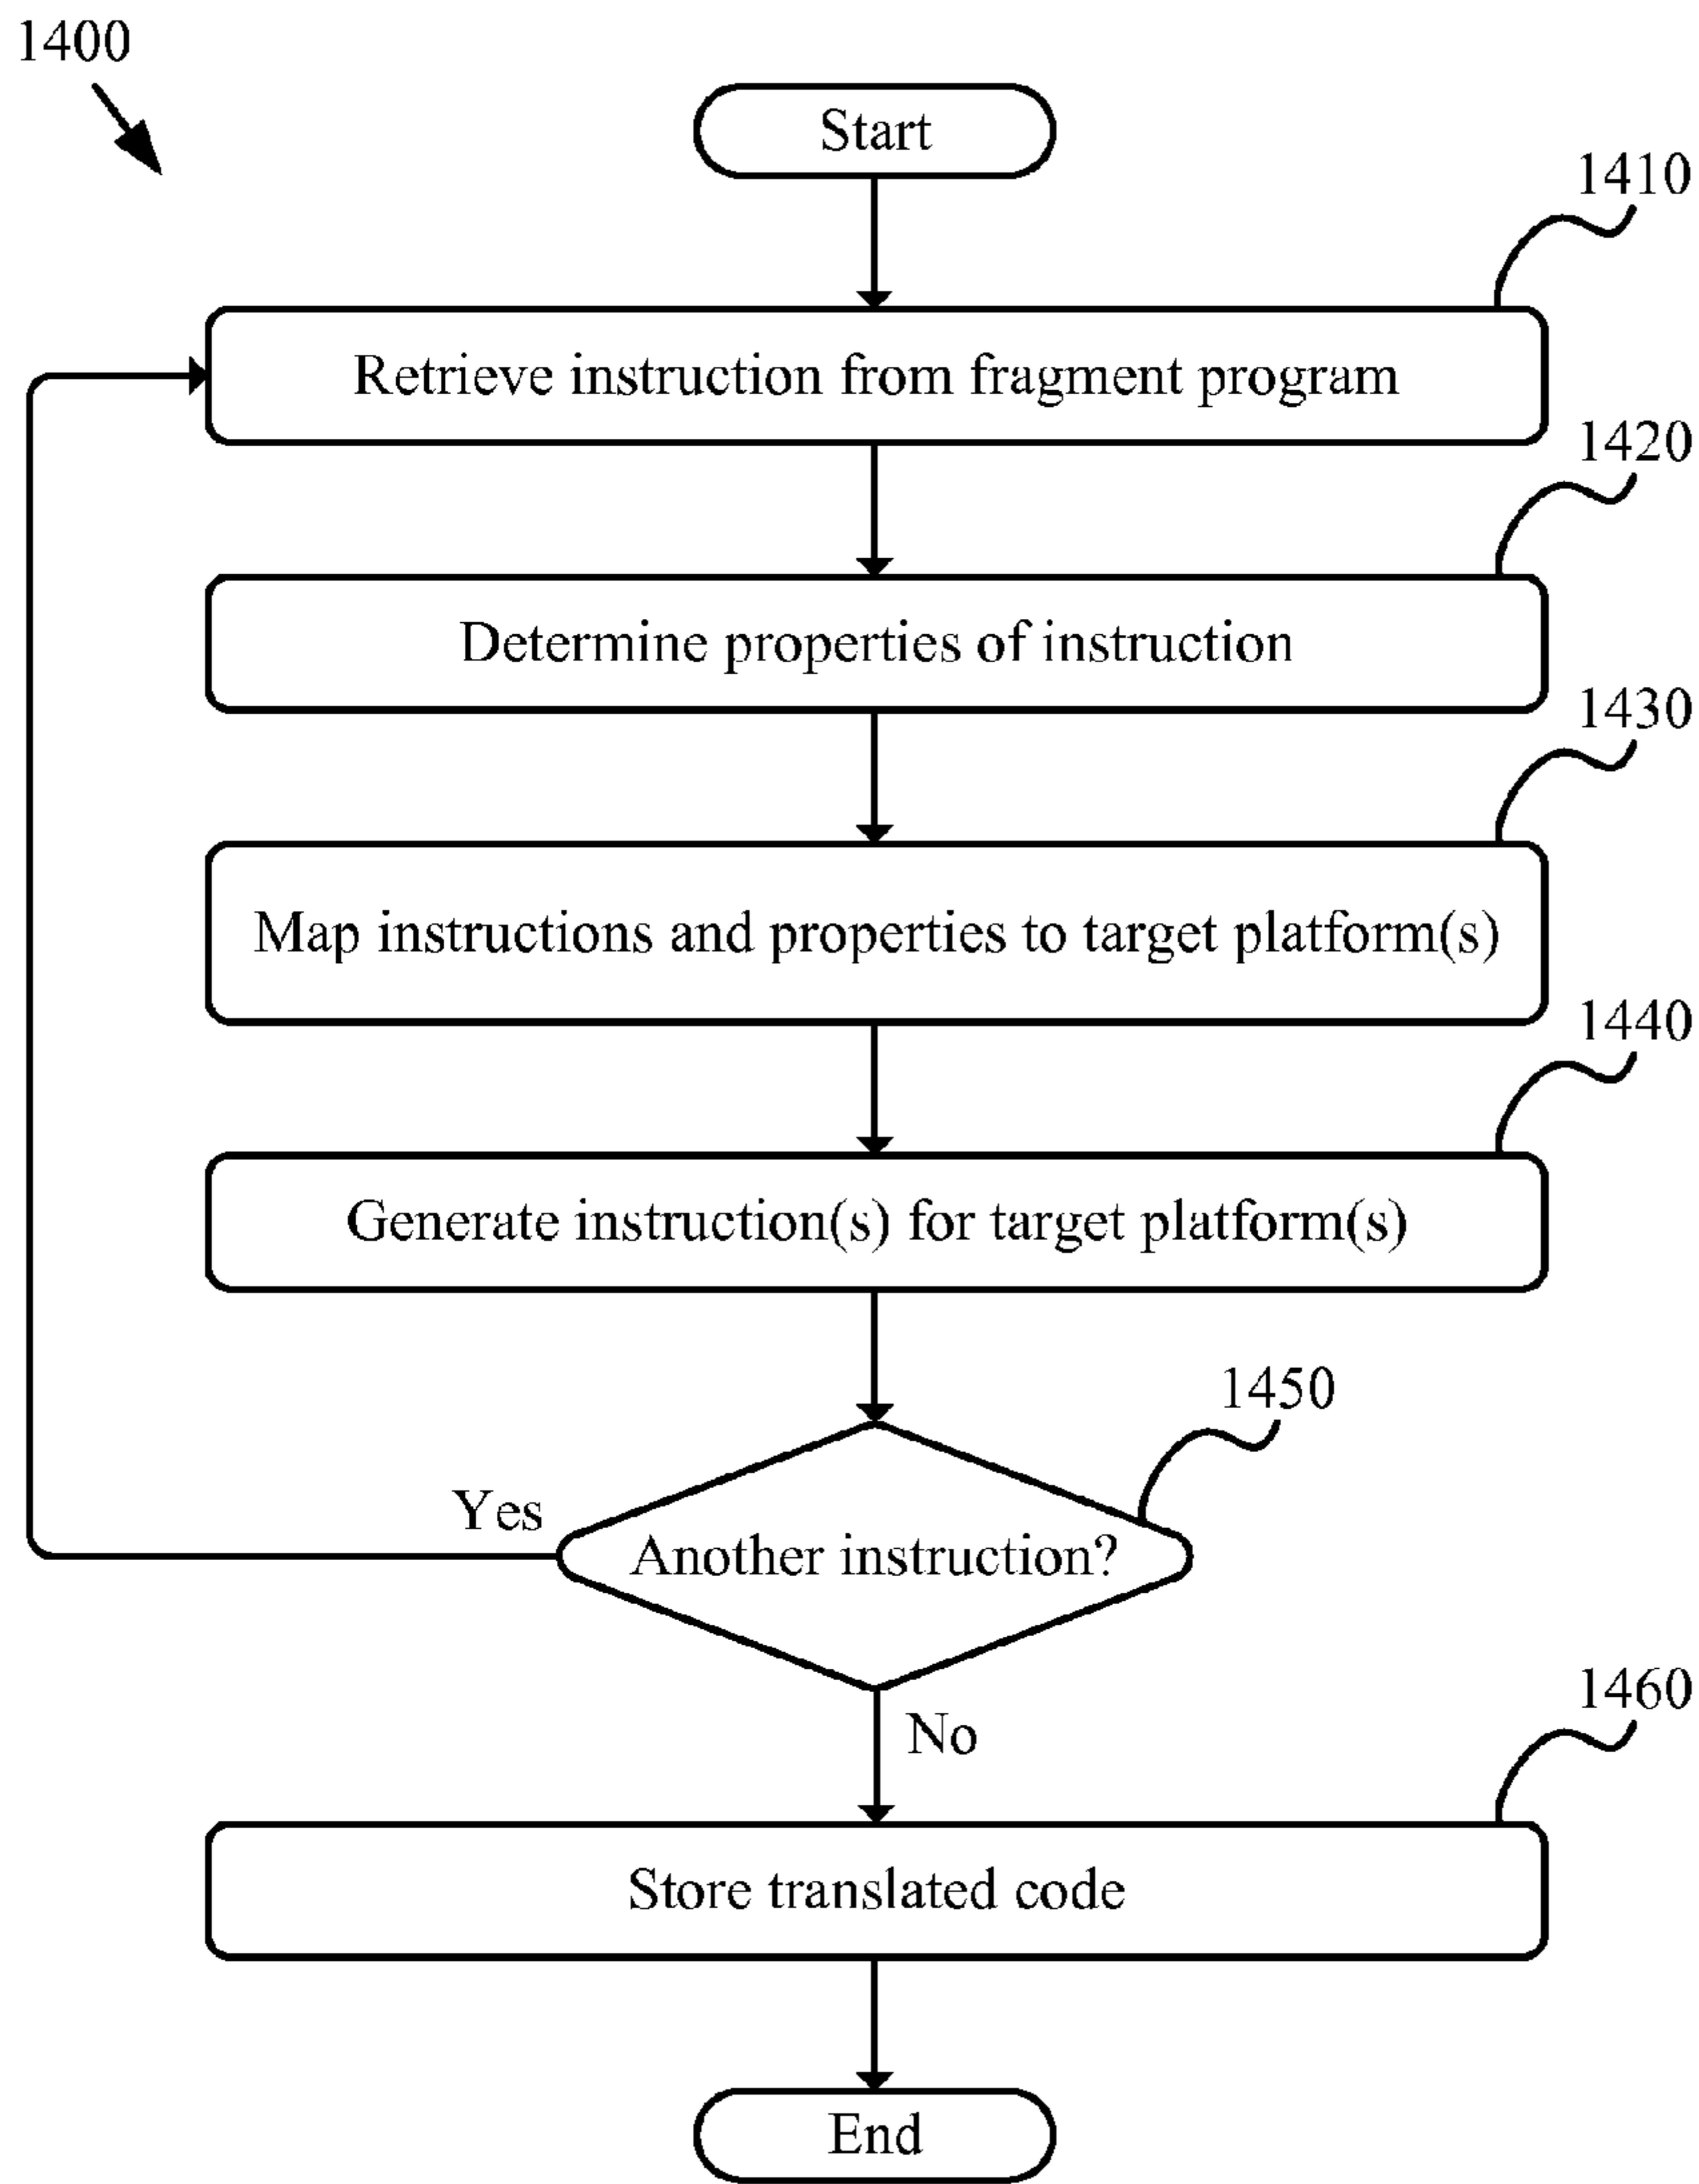 1400
Start
1410
Retrieve instruction from fragment program
1420
Determine properties of instruction
1430
Map instructions and properties to target platform(s)
1440
Generate instruction(s) for target platform(s)
1450
Yes
Another instruction?
1460
No
Store translated code
End